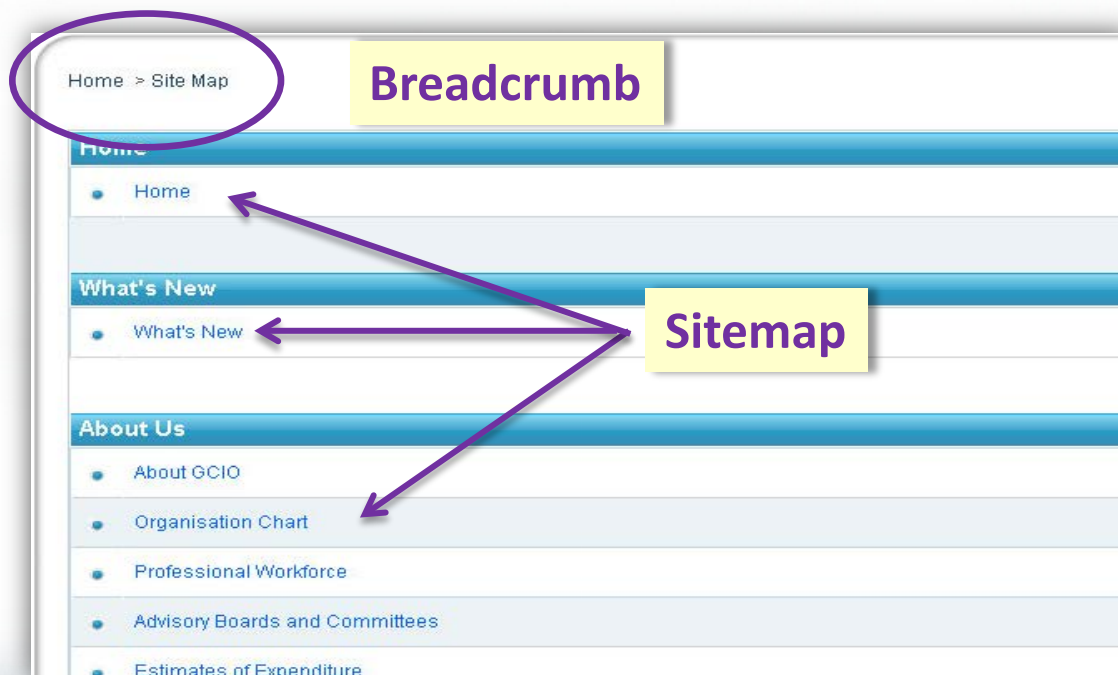 Home > Site Map
Breadcrumb
Home
Home
What's New
What's New
Sitemap
About Us
About GCIO
Organisation Chart
Professional Workforce
Advisory Boards and Committees
Estimates of Expenditure